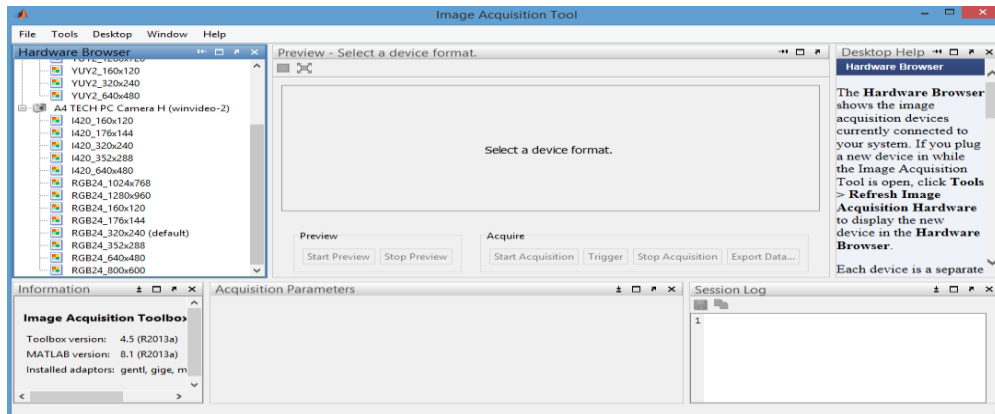 Image Acquisition Tool
File Tools Desktop Window Help
Hardware Browser
YUY2_160x120
YUY2_320x240
YUY2_640x480
A4 TECH PC Camera H (winvideo-2)
I420_160x120
I420_176x144
I420_320x240
I420_352x288
I420_640x480
RGB24_1024x768
RGB24_1280x960
RGB24_160x120
RGB24_176x144
RGB24_320x240 (default)
RGB24_352x288
RGB24_640x480
RGB24_800x600
Preview - Select a device format.
Select a device format.
Preview
Start Preview Stop Preview
Acquire
Start Acquisition Trigger Stop Acquisition Export Data...
Desktop Help
Hardware Browser
The Hardware Browser
shows the image
acquisition devices
currently connected to
your system. If you plug
a new device in while
the Image Acquisition
Tool is open, click Tools
> Refresh Image
Acquisition Hardware
to display the new
device in the Hardware
Browser.
Each device is a separate
Information
Image Acquisition Toolbox
Toolbox version: 4.5 (R2013a)
MATLAB version: 8.1 (R2013a)
Installed adaptors: gentl, gige, m
Acquisition Parameters
Session Log
1